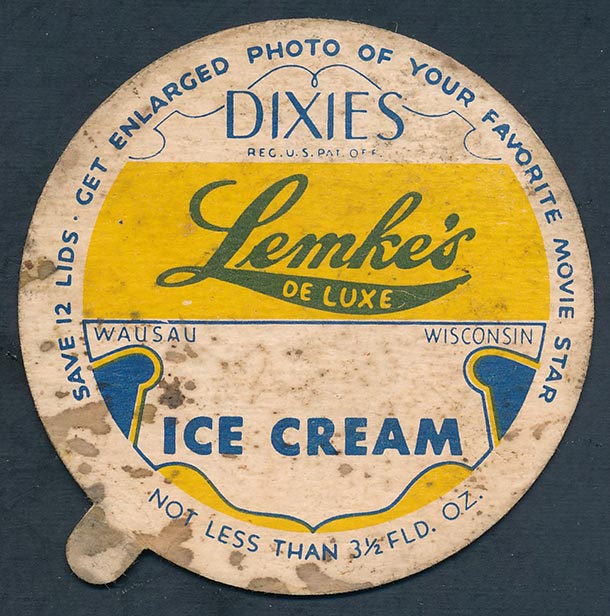 SAVE 12 LIDS · GET ENLARGED PHOTO OF YOUR FAVORITE MOVIE STAR
DIXIES
REG. U.S. PAT. OFF.
Lemke's
DE LUXE
WAUSAU WISCONSIN
ICE CREAM
NOT LESS THAN 3½ FLD. OZ.